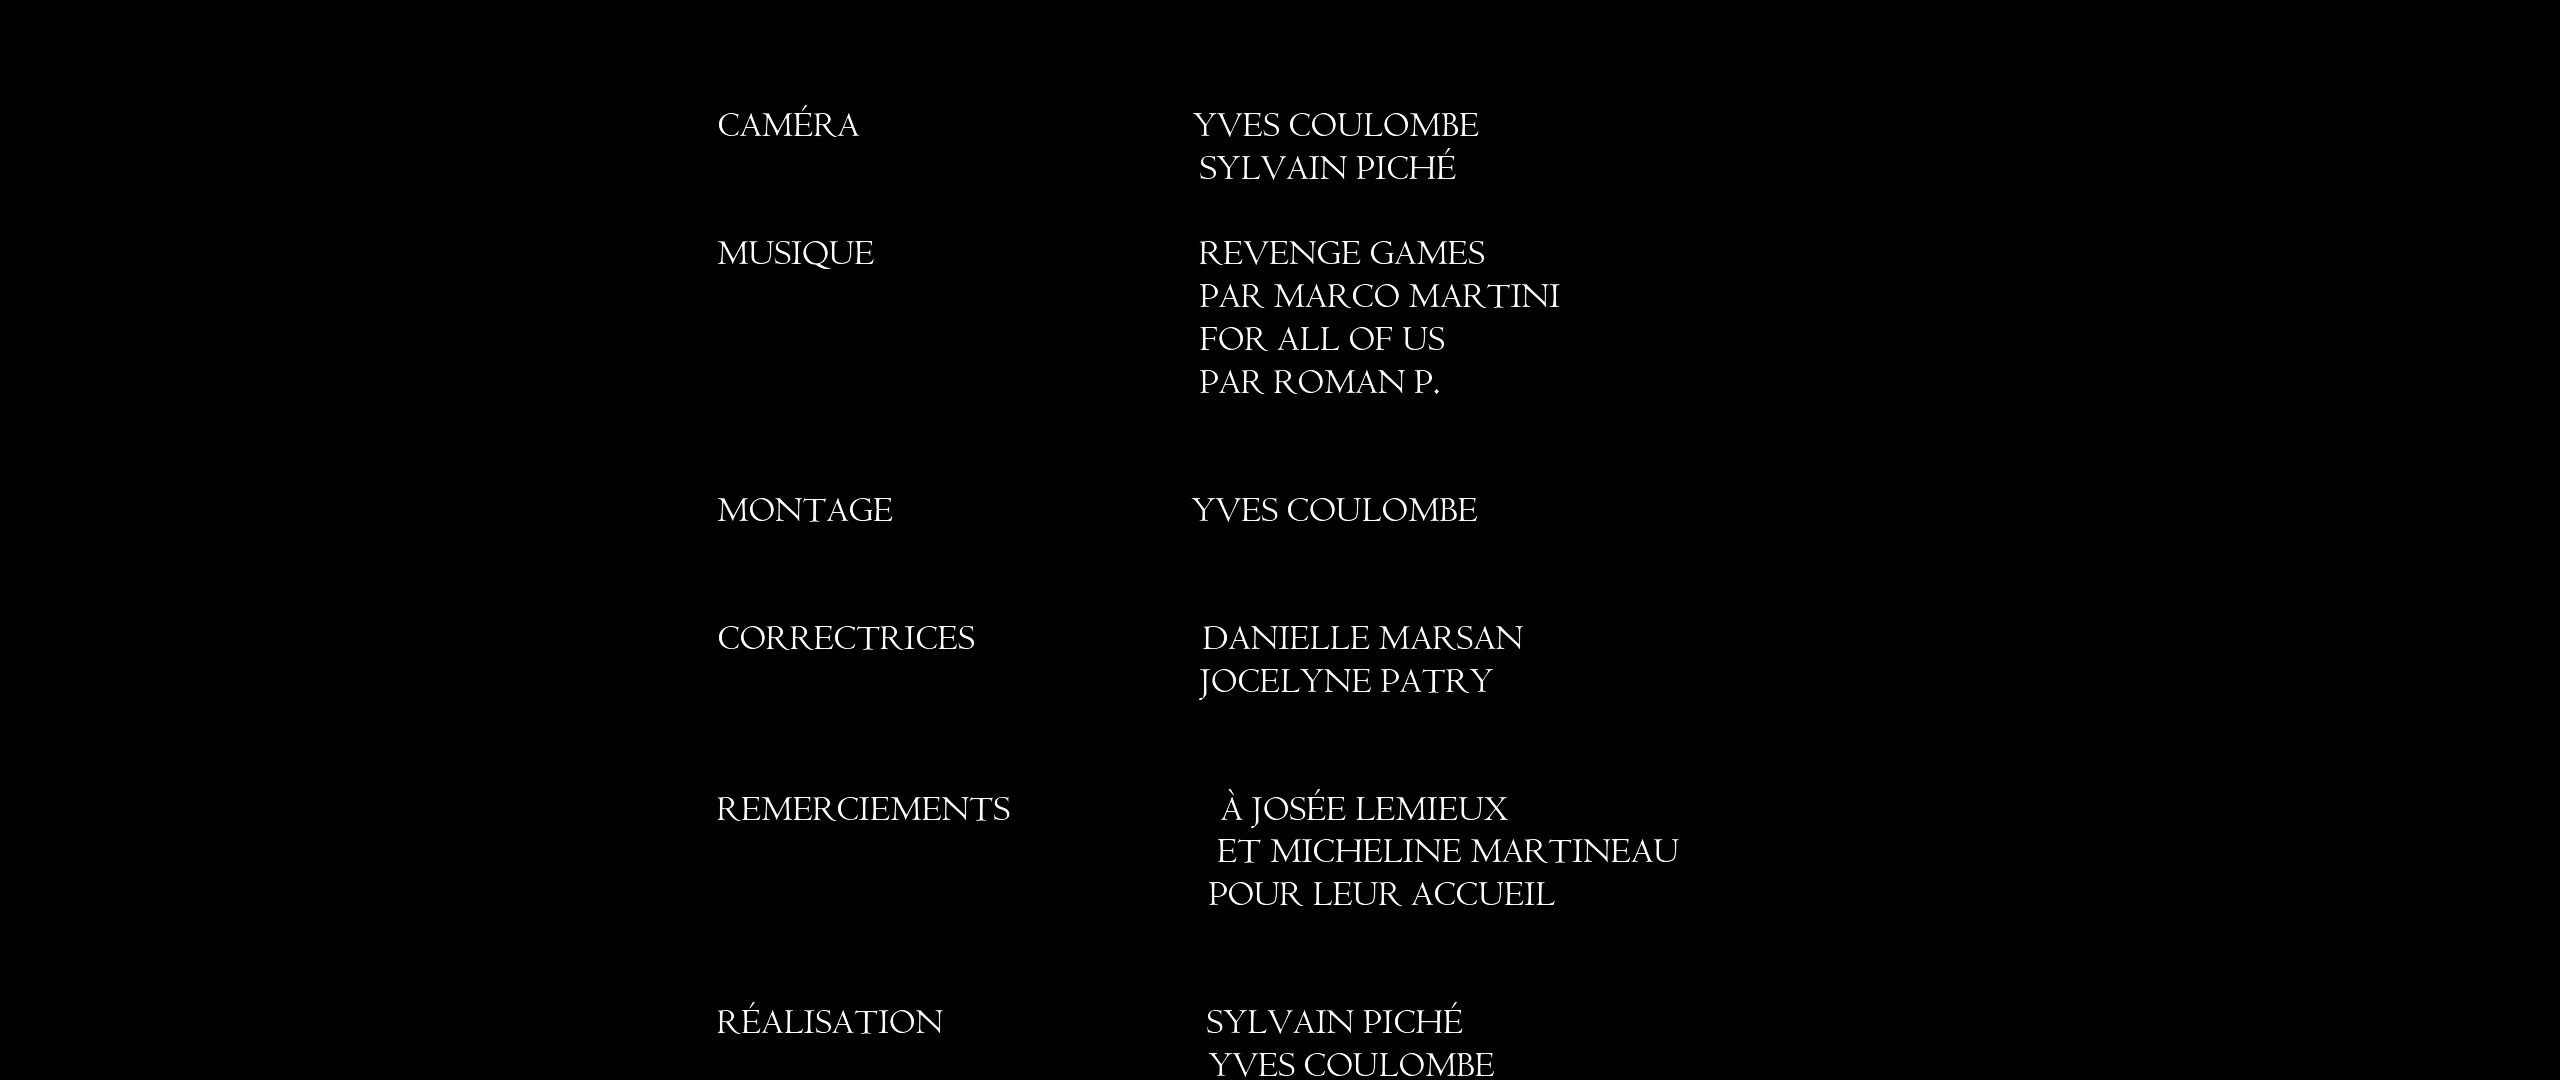 CAMÉRA YVES COULOMBE
SYLVAIN PICHÉ
MUSIQUE REVENGE GAMES
PAR MARCO MARTINI
FOR ALL OF US
PAR ROMAN P.
MONTAGE YVES COULOMBE
CORRECTRICES DANIELLE MARSAN
JOCELYNE PATRY
REMERCIEMENTS À JOSÉE LEMIEUX
ET MICHELINE MARTINEAU
POUR LEUR ACCUEIL
RÉALISATION SYLVAIN PICHÉ
YVES COULOMBE